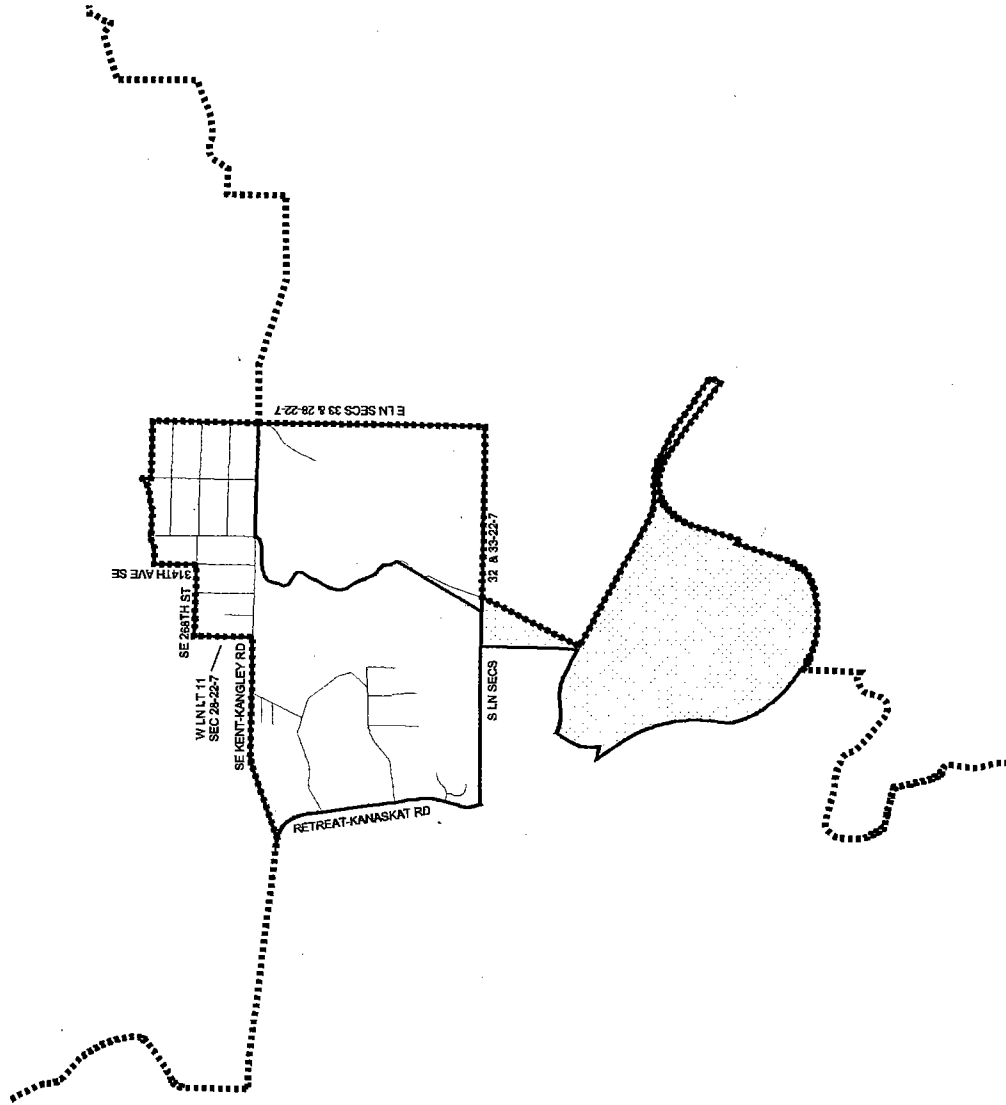 314TH AVE SE
SE 268TH ST
W LN LT 11
SEC 28-22-7
SE KENT-KANGLEY RD
E LN SECS 33 & 28-22-7
32 & 33-22-7
S LN SECS
RETREAT-KANASKAT RD